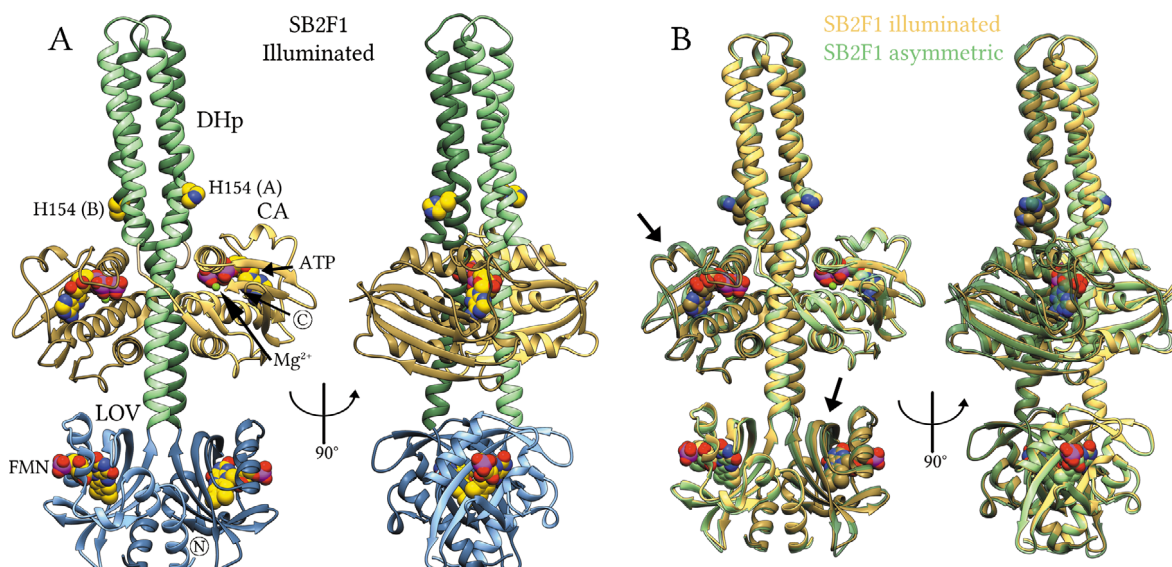 A
SB2F1
Illuminated
DHp
H154 (A)
H154 (B)
CA
ATP
C
Mg²⁺
LOV
FMN
N
90°
B
SB2F1 illuminated
SB2F1 asymmetric
90°